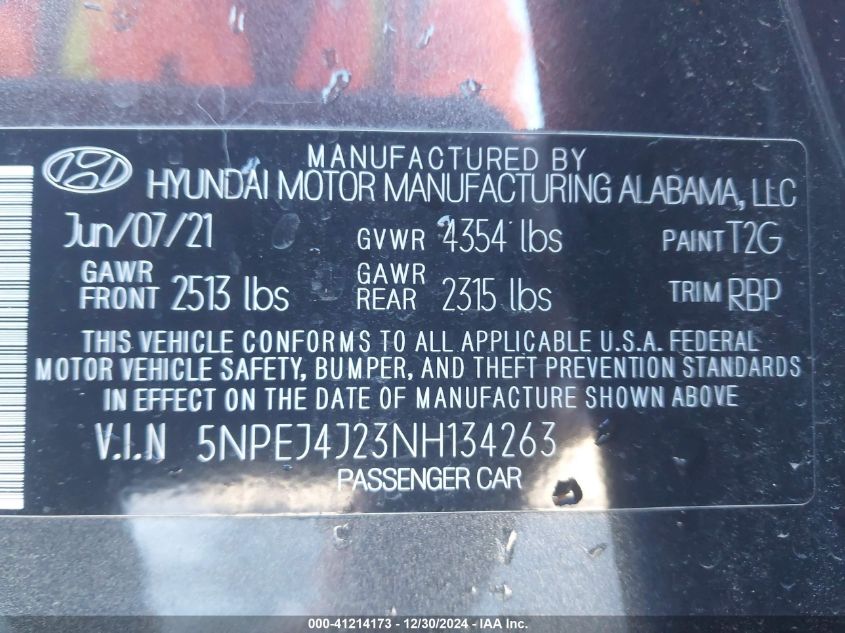 MANUFACTURED BY
HYUNDAI MOTOR MANUFACTURING ALABAMA, LLC
Jun/07/21 GVWR 4354 lbs PAINT T2G
GAWR FRONT 2513 lbs GAWR REAR 2315 lbs TRIM RBP
THIS VEHICLE CONFORMS TO ALL APPLICABLE U.S.A. FEDERAL
MOTOR VEHICLE SAFETY, BUMPER, AND THEFT PREVENTION STANDARDS
IN EFFECT ON THE DATE OF MANUFACTURE SHOWN ABOVE
V.I.N 5NPEJ4J23NH134263
PASSENGER CAR
000-41214173 - 12/30/2024 - IAA Inc.